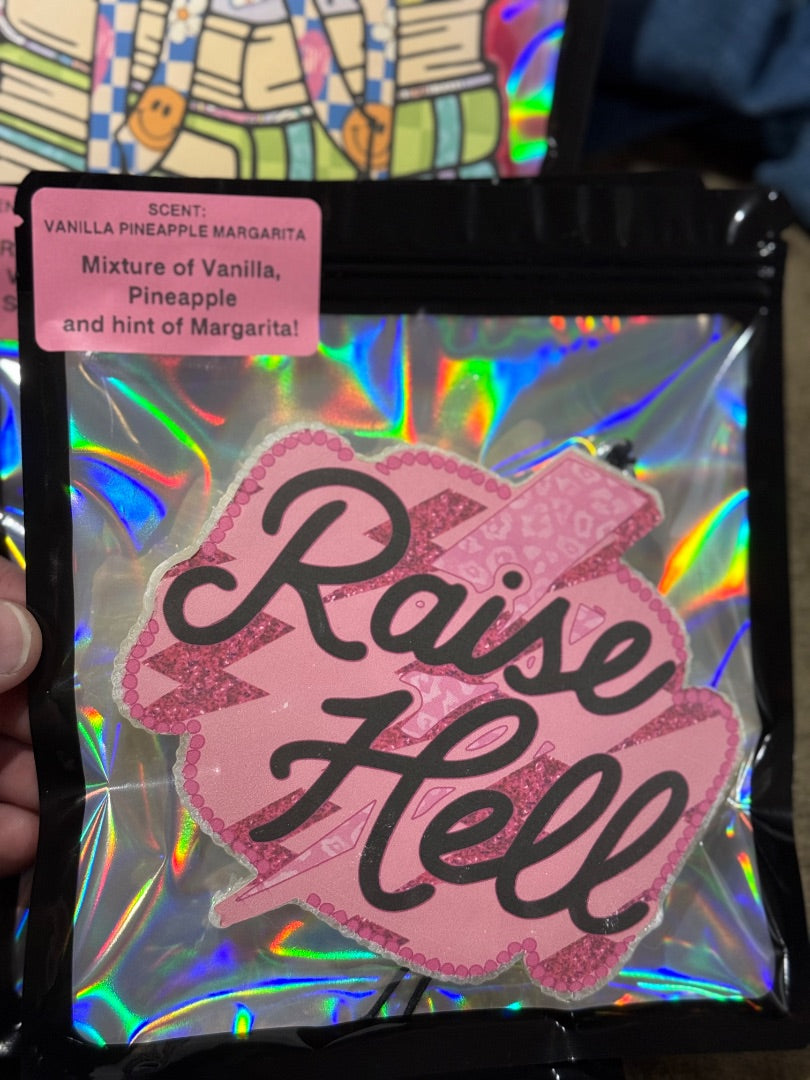 SCENT:
VANILLA PINEAPPLE MARGARITA
Mixture of Vanilla,
Pineapple
and hint of Margarita!
Raise
Hell